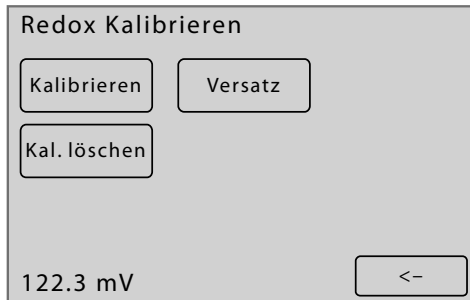 Redox Kalibrieren
Kalibrieren Versatz
Kal. löschen
122.3 mV <–